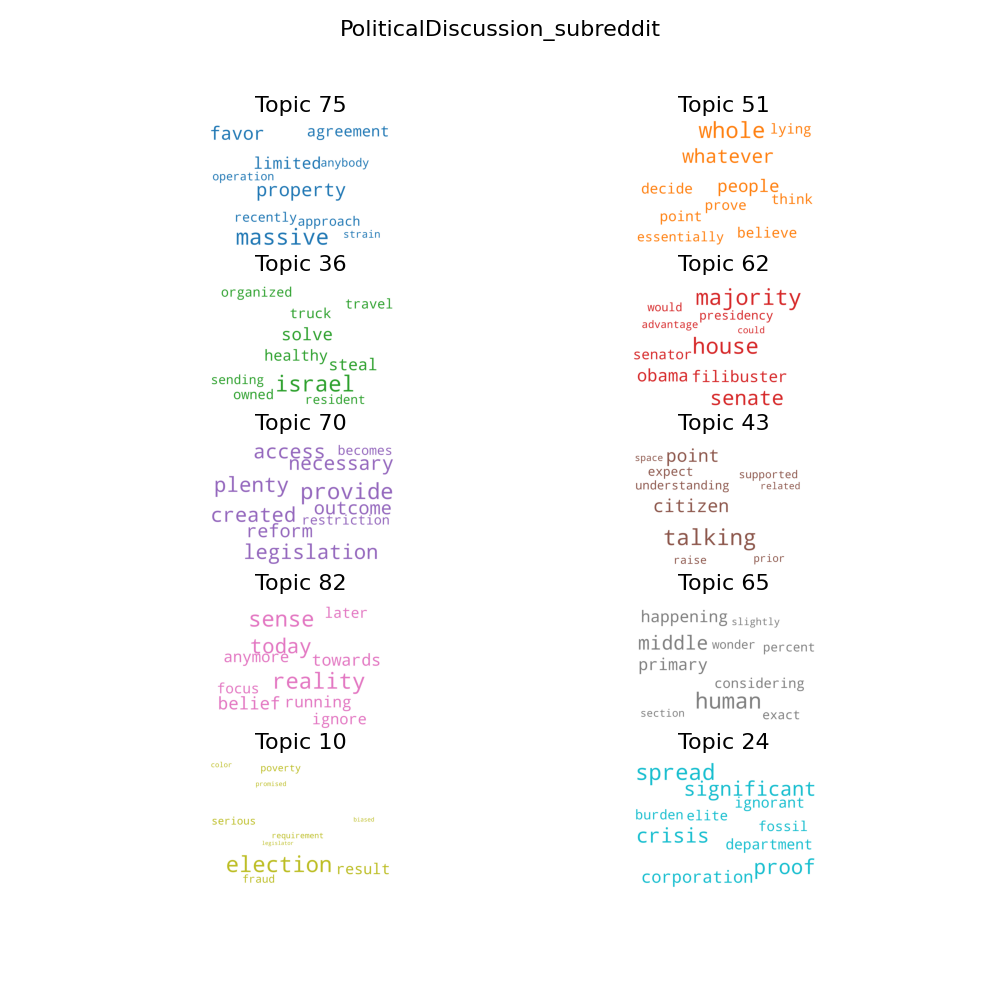 PoliticalDiscussion_subreddit
Topic 75
favor agreement
limited anybody
operation
property
recently approach
massive strain
Topic 51
whole lying
whatever
decide people
prove think
point
essentially believe
Topic 36
organized
truck travel
solve
healthy steal
sending israel
owned resident
Topic 62
would majority
advantage presidency
could
senator house
obama filibuster
senate
Topic 70
access becomes
necessary
plenty provide
created outcome
reform restriction
legislation
Topic 43
space point
expect supported
understanding related
citizen
talking
raise prior
Topic 82
sense later
today
anymore towards
focus reality
belief running
ignore
Topic 65
happening slightly
middle wonder percent
primary
considering
section human exact
Topic 10
color poverty
promised
serious biased
requirement
legislator
election result
fraud
Topic 24
spread significant
ignorant
burden elite fossil
crisis department
corporation proof